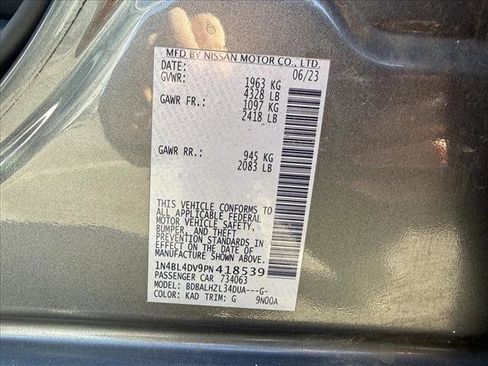 MFD BY NISSAN MOTOR CO., LTD.
DATE: 06/23
GVWR: 1963 KG
4328 LB
GAWR FR.: 1097 KG
2418 LB
GAWR RR.: 945 KG
2083 LB
THIS VEHICLE CONFORMS TO
ALL APPLICABLE FEDERAL
MOTOR VEHICLE SAFETY,
BUMPER, AND THEFT
PREVENTION STANDARDS
IN EFFECT ON THE DATE OF
MANUFACTURE SHOWN ABOVE.
1N4BL4DV9PN418539
PASSENGER CAR 734063
MODEL: BDBALHZL34DUA---G-
COLOR: KAD TRIM: G 9N00A